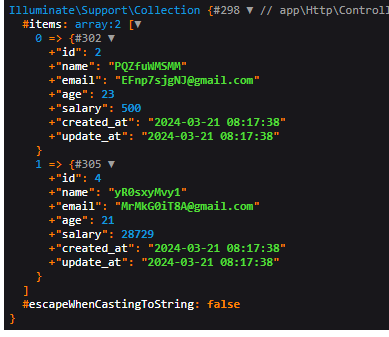 Illuminate\Support\Collection {#298 ▼ // app\Http\Controll
#items: array:2 [▼
0 => {#302 ▼
+"id": 2
+"name": "PQZfuWMSMM"
+"email": "EFnp7sjgNJ@gmail.com"
+"age": 23
+"salary": 500
+"created_at": "2024-03-21 08:17:38"
+"update_at": "2024-03-21 08:17:38"
}
1 => {#305 ▼
+"id": 4
+"name": "yR0sxyMvy1"
+"email": "MrMkG0iT8A@gmail.com"
+"age": 21
+"salary": 28729
+"created_at": "2024-03-21 08:17:38"
+"update_at": "2024-03-21 08:17:38"
}
]
#escapeWhenCastingToString: false
}